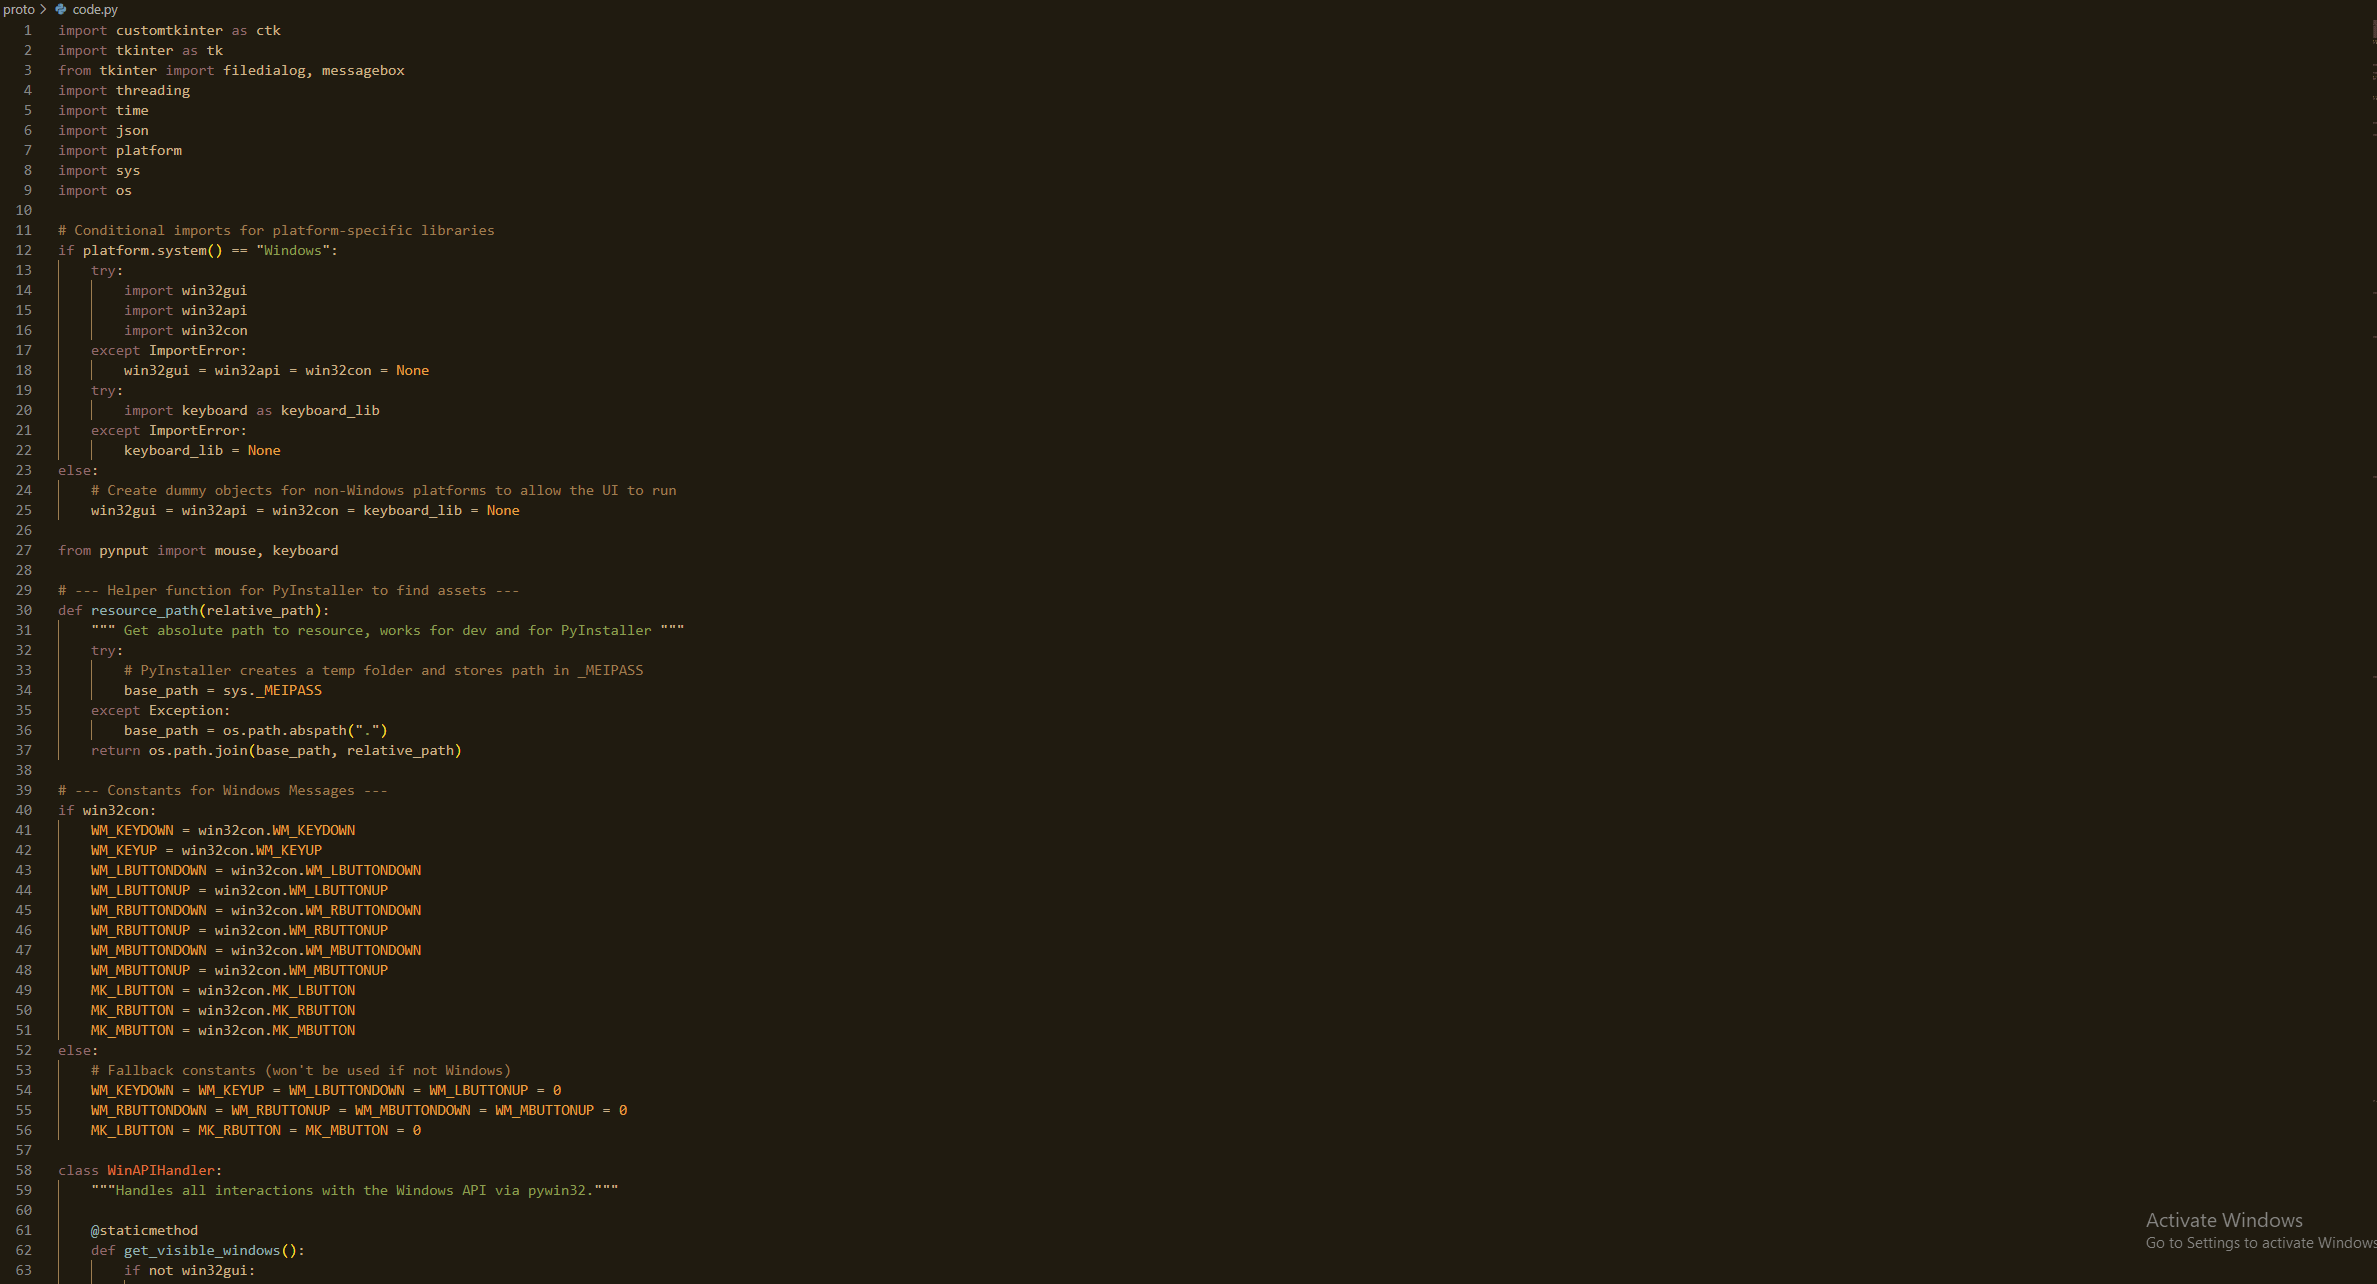 proto > code.py
1 import customtkinter as ctk
2 import tkinter as tk
3 from tkinter import filedialog, messagebox
4 import threading
5 import time
6 import json
7 import platform
8 import sys
9 import os
10
11 # Conditional imports for platform-specific libraries
12 if platform.system() == "Windows":
13     try:
14         import win32gui
15         import win32api
16         import win32con
17     except ImportError:
18         win32gui = win32api = win32con = None
19     try:
20         import keyboard as keyboard_lib
21     except ImportError:
22         keyboard_lib = None
23 else:
24     # Create dummy objects for non-Windows platforms to allow the UI to run
25     win32gui = win32api = win32con = keyboard_lib = None
26
27 from pynput import mouse, keyboard
28
29 # --- Helper function for PyInstaller to find assets ---
30 def resource_path(relative_path):
31     """ Get absolute path to resource, works for dev and for PyInstaller """
32     try:
33         # PyInstaller creates a temp folder and stores path in _MEIPASS
34         base_path = sys._MEIPASS
35     except Exception:
36         base_path = os.path.abspath(".")
37     return os.path.join(base_path, relative_path)
38
39 # --- Constants for Windows Messages ---
40 if win32con:
41     WM_KEYDOWN = win32con.WM_KEYDOWN
42     WM_KEYUP = win32con.WM_KEYUP
43     WM_LBUTTONDOWN = win32con.WM_LBUTTONDOWN
44     WM_LBUTTONUP = win32con.WM_LBUTTONUP
45     WM_RBUTTONDOWN = win32con.WM_RBUTTONDOWN
46     WM_RBUTTONUP = win32con.WM_RBUTTONUP
47     WM_MBUTTONDOWN = win32con.WM_MBUTTONDOWN
48     WM_MBUTTONUP = win32con.WM_MBUTTONUP
49     MK_LBUTTON = win32con.MK_LBUTTON
50     MK_RBUTTON = win32con.MK_RBUTTON
51     MK_MBUTTON = win32con.MK_MBUTTON
52 else:
53     # Fallback constants (won't be used if not Windows)
54     WM_KEYDOWN = WM_KEYUP = WM_LBUTTONDOWN = WM_LBUTTONUP = 0
55     WM_RBUTTONDOWN = WM_RBUTTONUP = WM_MBUTTONDOWN = WM_MBUTTONUP = 0
56     MK_LBUTTON = MK_RBUTTON = MK_MBUTTON = 0
57
58 class WinAPIHandler:
59     """Handles all interactions with the Windows API via pywin32."""
60
61     @staticmethod
62     def get_visible_windows():
63         if not win32gui:
Activate Windows
Go to Settings to activate Windows